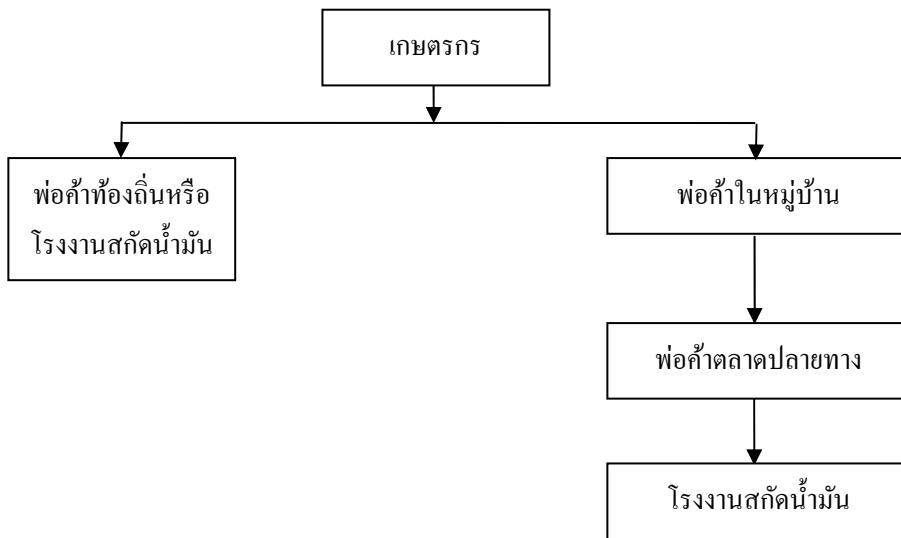 เกษตรกร
พ่อค้าท้องถิ่นหรือ
โรงงานสกัดน้ำมัน
พ่อค้าในหมู่บ้าน
พ่อค้าตลาดปลายทาง
โรงงานสกัดน้ำมัน